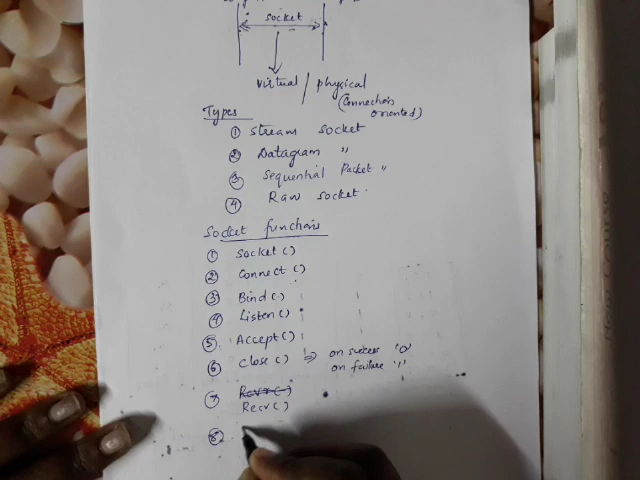 socket
virtual / physical
(Connection
oriented)
Types
① Stream socket
② Datagram "
③ Sequential Packet "
④ Raw socket
Socket functions
① Socket()
② Connect()
③ Bind()
④ Listen()
⑤ Accept()
⑥ Close() ⇒ on success '0'
on failure '1'
⑦
Recv()
⑧